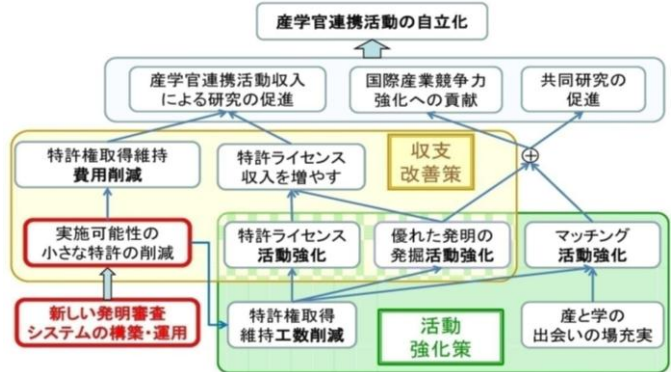 産学官連携活動の自立化
産学官連携活動収入
による研究の促進
国際産業競争力
強化への貢献
共同研究の
促進
特許権取得維持
費用削減
特許ライセンス
収入を増やす
収支
改善策
実施可能性の
小さな特許の削減
特許ライセンス
活動強化
優れた発明の
発掘活動強化
マッチング
活動強化
新しい発明審査
システムの構築・運用
特許権取得
維持工数削減
活動
強化策
産と学の
出会いの場充実